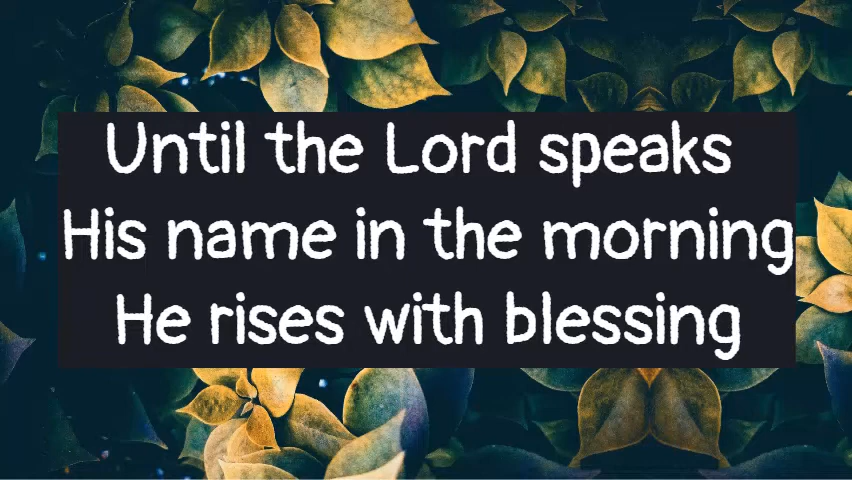 Until the Lord speaks
His name in the morning
He rises with blessing